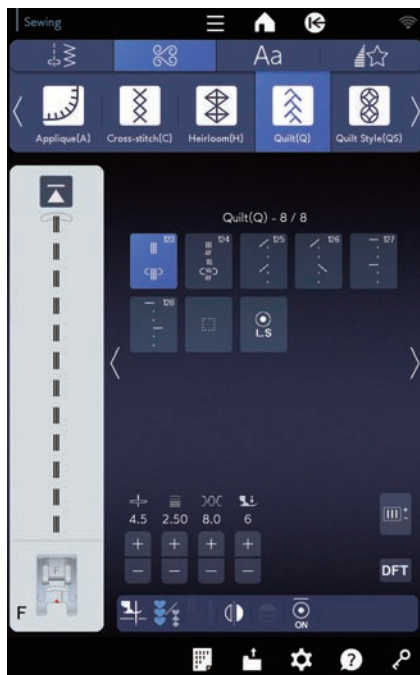 Sewing
Aa
Applique(A) Cross-stitch(C) Heirloom(H) Quilt(Q) Quilt Style(QS)
Quilt(Q) - 8 / 8
123 124 125 126 127
128 L.S
4.5 2.50 8.0 6
+ + + +
− − − −
DFT
F F
ON
?